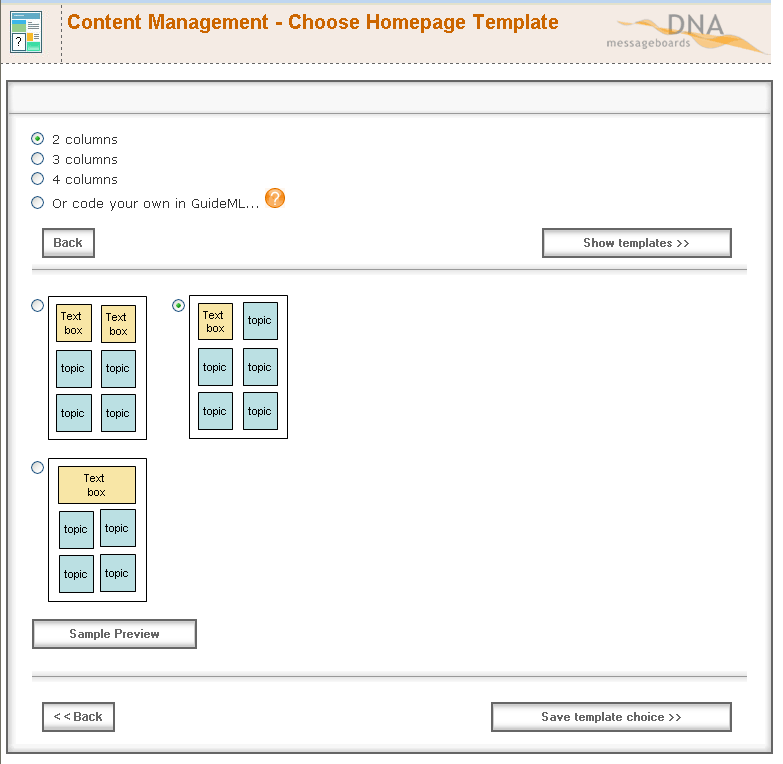 Content Management - Choose Homepage Template
DNA
messageboards
?
2 columns
3 columns
4 columns
Or code your own in GuideML... ?
Back
Show templates >>
Text box
Text box
topic
topic
topic
topic
Text box
topic
topic
topic
topic
topic
Text box
topic
topic
topic
topic
Sample Preview
< < Back
Save template choice >>